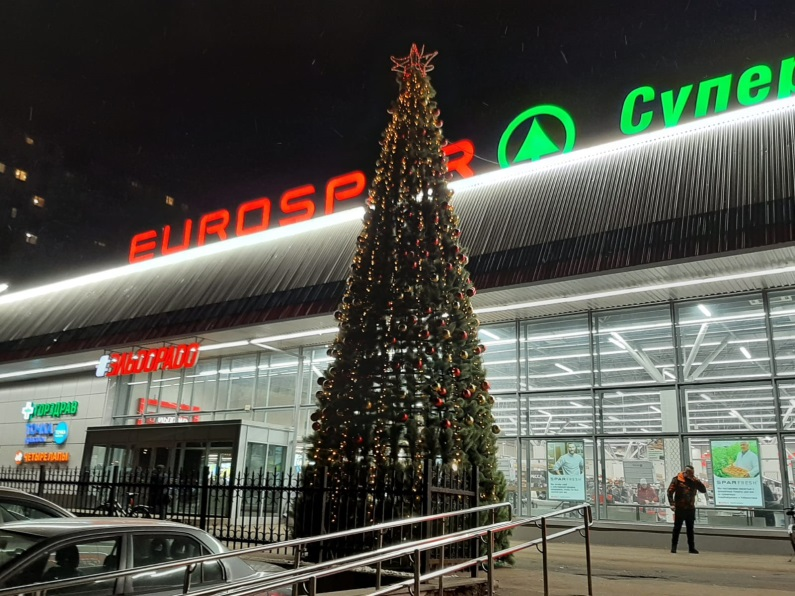 EUROSPAR
Супер
ЭЛЬДОРАДО
ГОРЗДРАВ
ЧЕТЫРЕ ЛАПЫ
SPAR
SPAR